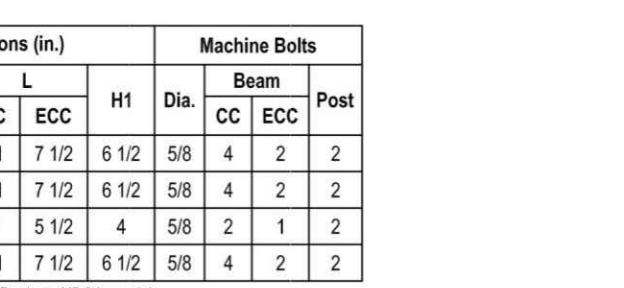 ons (in.) Machine Bolts
L H1 Dia. Beam Post
ECC CC ECC
7 1/2 6 1/2 5/8 4 2 2
7 1/2 6 1/2 5/8 4 2 2
5 1/2 4 5/8 2 1 2
7 1/2 6 1/2 5/8 4 2 2